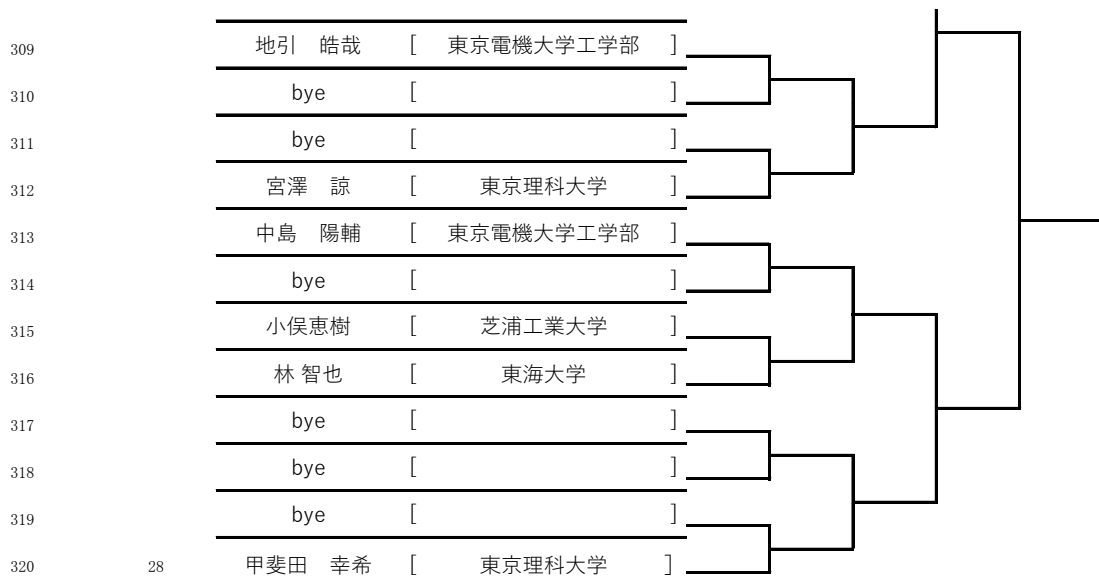 309 地引　皓哉 [ 東京電機大学工学部 ]
310 bye [ ]
311 bye [ ]
312 宮澤　諒 [ 東京理科大学 ]
313 中島　陽輔 [ 東京電機大学工学部 ]
314 bye [ ]
315 小俣恵樹 [ 芝浦工業大学 ]
316 林 智也 [ 東海大学 ]
317 bye [ ]
318 bye [ ]
319 bye [ ]
320 28 甲斐田　幸希 [ 東京理科大学 ]